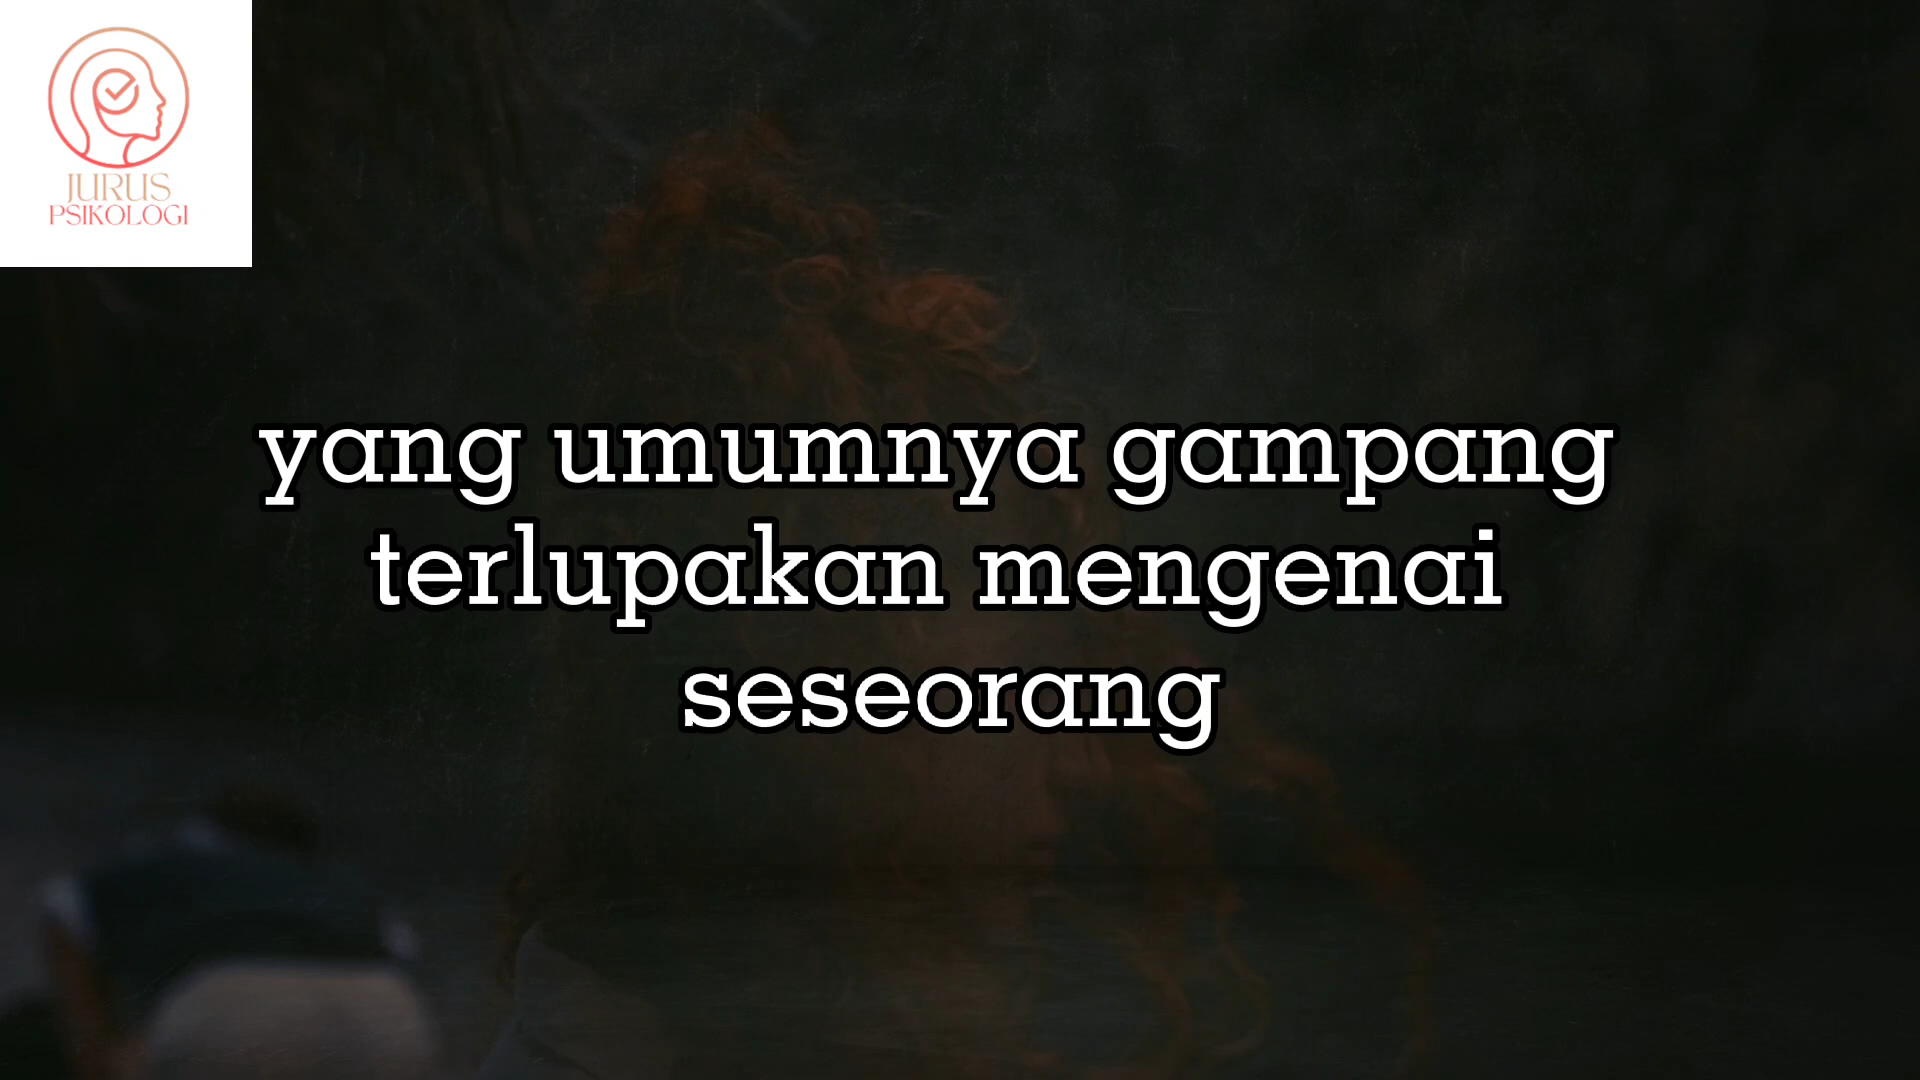 JURUS
PSIKOLOGI
yang umumnya gampang
terlupakan mengenai
seseorang